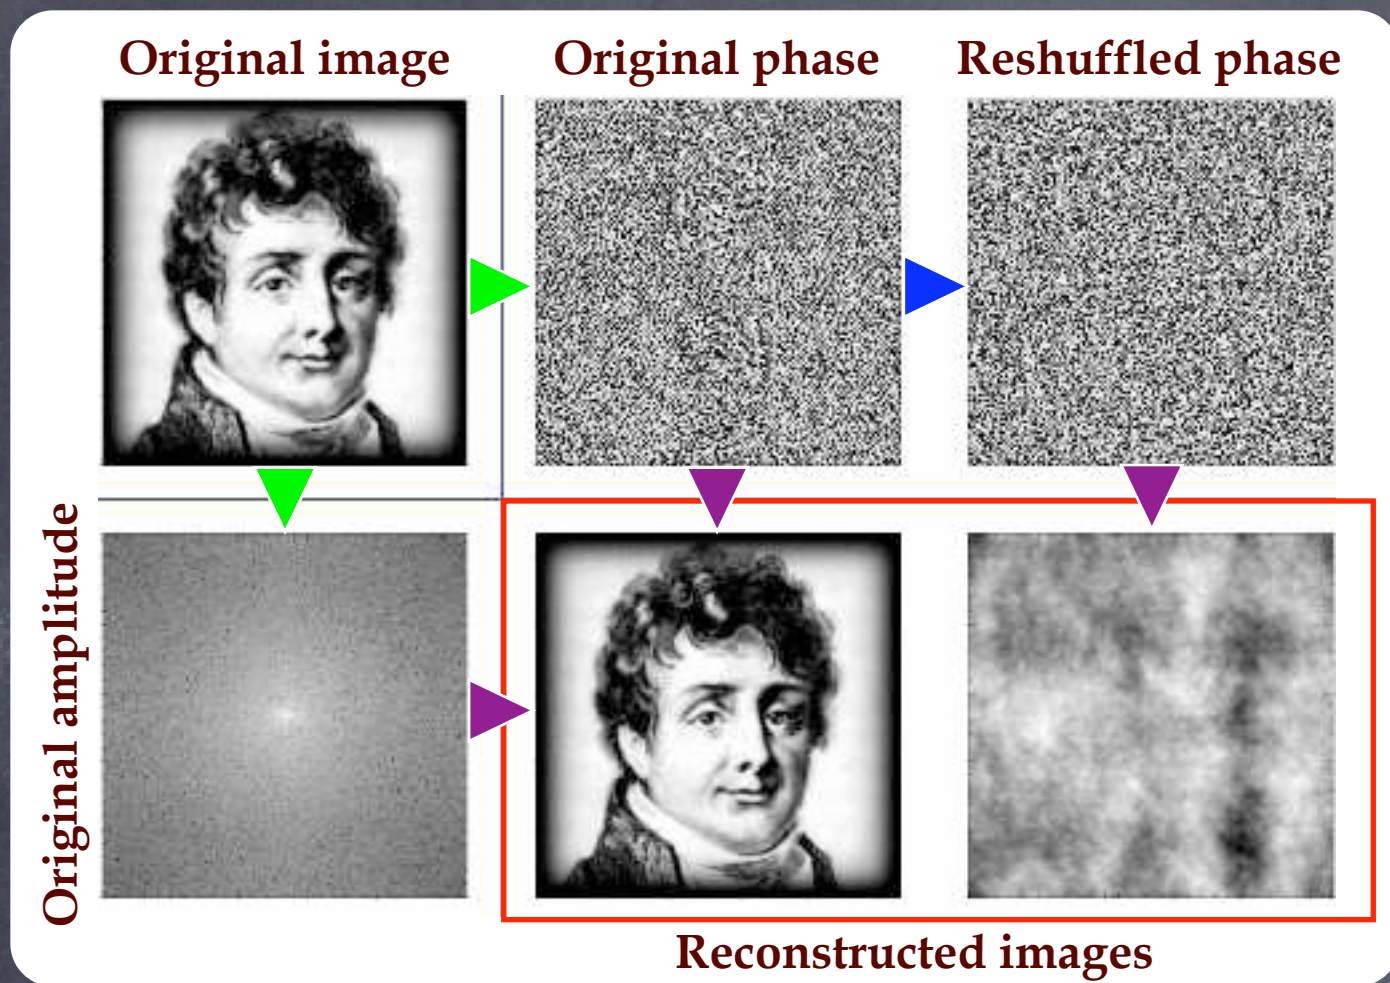 Original image
Original phase
Reshuffled phase
Original amplitude
Reconstructed images